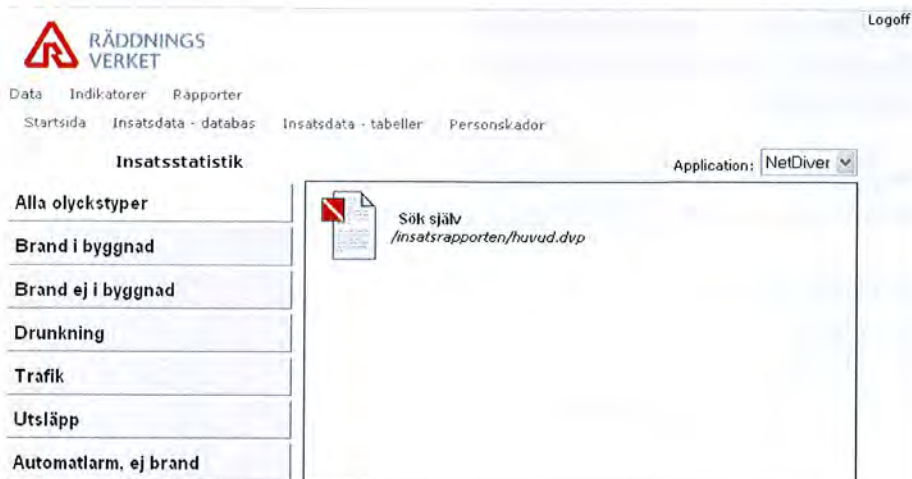 Logoff
RÄDDNINGS
VERKET
Data Indikatorer Rapporter
Startsida Insatsdata - databas Insatsdata - tabeller Personskador
Insatsstatistik
Application: NetDiver
Alla olyckstyper
Sök själv
/insatsrapporten/huvud.dvp
Brand i byggnad
Brand ej i byggnad
Drunkning
Trafik
Utsläpp
Automatlarm, ej brand